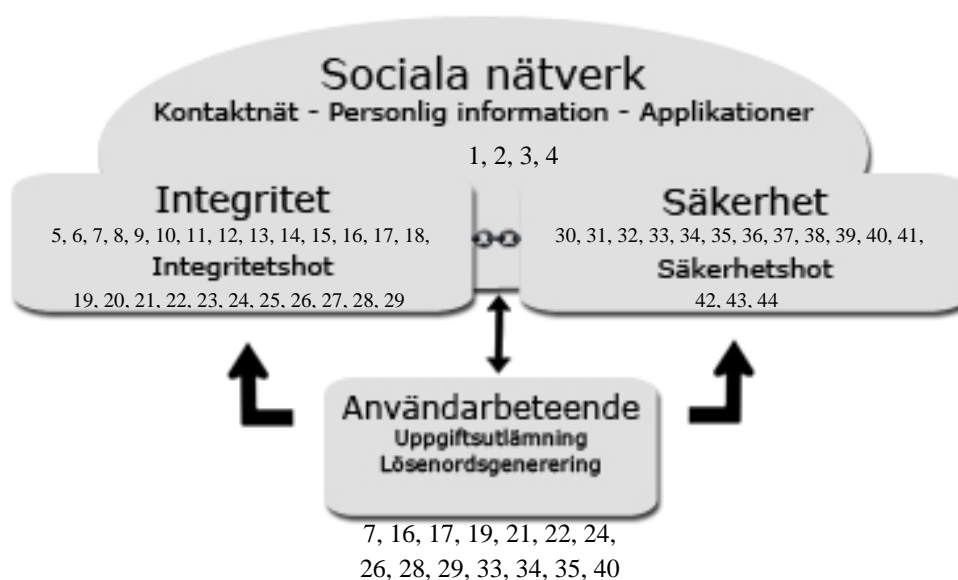 Sociala nätverk
Kontaktnät - Personlig information - Applikationer
1, 2, 3, 4
Integritet
5, 6, 7, 8, 9, 10, 11, 12, 13, 14, 15, 16, 17, 18,
Integritetshot
19, 20, 21, 22, 23, 24, 25, 26, 27, 28, 29
Säkerhet
30, 31, 32, 33, 34, 35, 36, 37, 38, 39, 40, 41,
Säkerhetshot
42, 43, 44
Användarbeteende
Uppgiftsutlämning
Lösenordsgenerering
7, 16, 17, 19, 21, 22, 24,
26, 28, 29, 33, 34, 35, 40